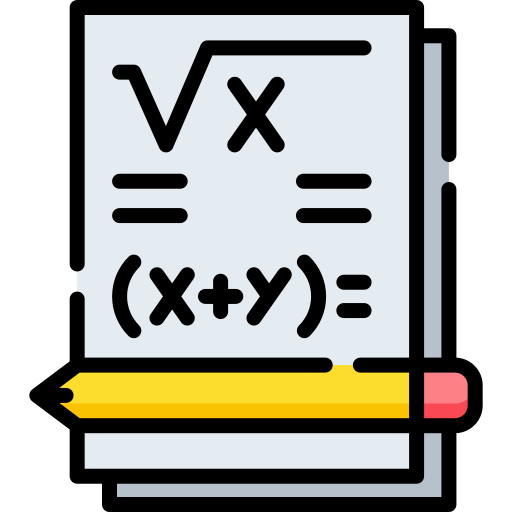 √x
= =
(x+y)=